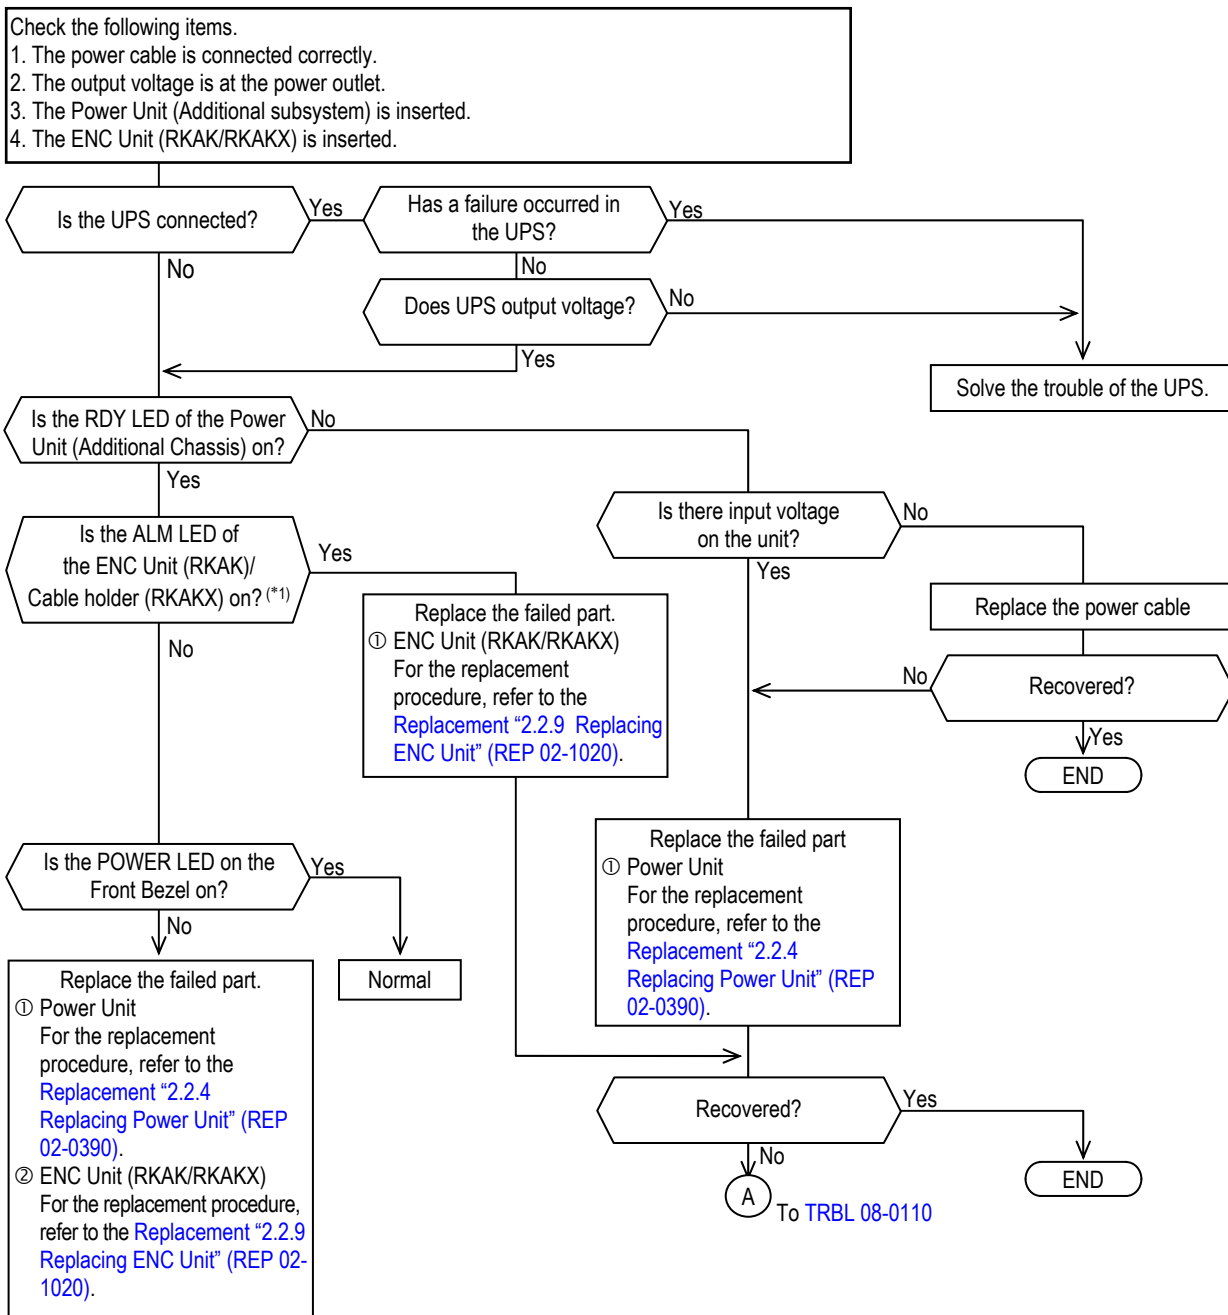 Check the following items.
1. The power cable is connected correctly.
2. The output voltage is at the power outlet.
3. The Power Unit (Additional subsystem) is inserted.
4. The ENC Unit (RKAK/RKAKX) is inserted.
Is the UPS connected?
Yes
No
Has a failure occurred in
the UPS?
Yes
No
Does UPS output voltage?
No
Yes
Solve the trouble of the UPS.
Is the RDY LED of the Power
Unit (Additional Chassis) on?
No
Yes
Is there input voltage
on the unit?
No
Yes
Replace the power cable
Recovered?
No
Yes
END
Is the ALM LED of
the ENC Unit (RKAK)/
Cable holder (RKAKX) on? (*1)
Yes
No
Replace the failed part.
① ENC Unit (RKAK/RKAKX)
For the replacement
procedure, refer to the
Replacement “2.2.9 Replacing
ENC Unit” (REP 02-1020).
Is the POWER LED on the
Front Bezel on?
Yes
No
Normal
Replace the failed part
① Power Unit
For the replacement
procedure, refer to the
Replacement “2.2.4
Replacing Power Unit” (REP
02-0390).
Replace the failed part.
① Power Unit
For the replacement
procedure, refer to the
Replacement “2.2.4
Replacing Power Unit” (REP
02-0390).
② ENC Unit (RKAK/RKAKX)
For the replacement procedure,
refer to the Replacement “2.2.9
Replacing ENC Unit” (REP 02-
1020).
Recovered?
Yes
No
END
A
To TRBL 08-0110